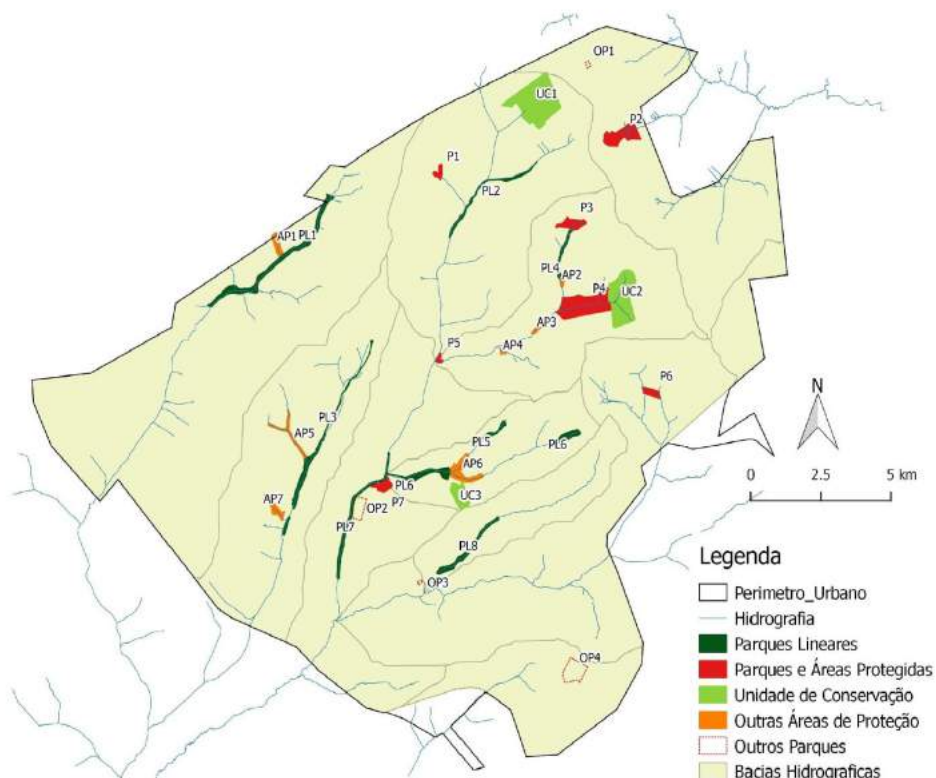 OP1
UC1
P2
P1
PL2
P3
AP1
PL1
PL4
AP2
P4
UC2
AP3
P5
AP4
P6
N
PL3
AP5
PL5
PL6
AP6
0 2.5 5 km
PL6
UC3
AP7
OP2
P7
PL7
PL8
OP3
OP4
Legenda
Perimetro_Urbano
Hidrografia
Parques Lineares
Parques e Áreas Protegidas
Unidade de Conservação
Outras Áreas de Proteção
Outros Parques
Bacias Hidrograficas